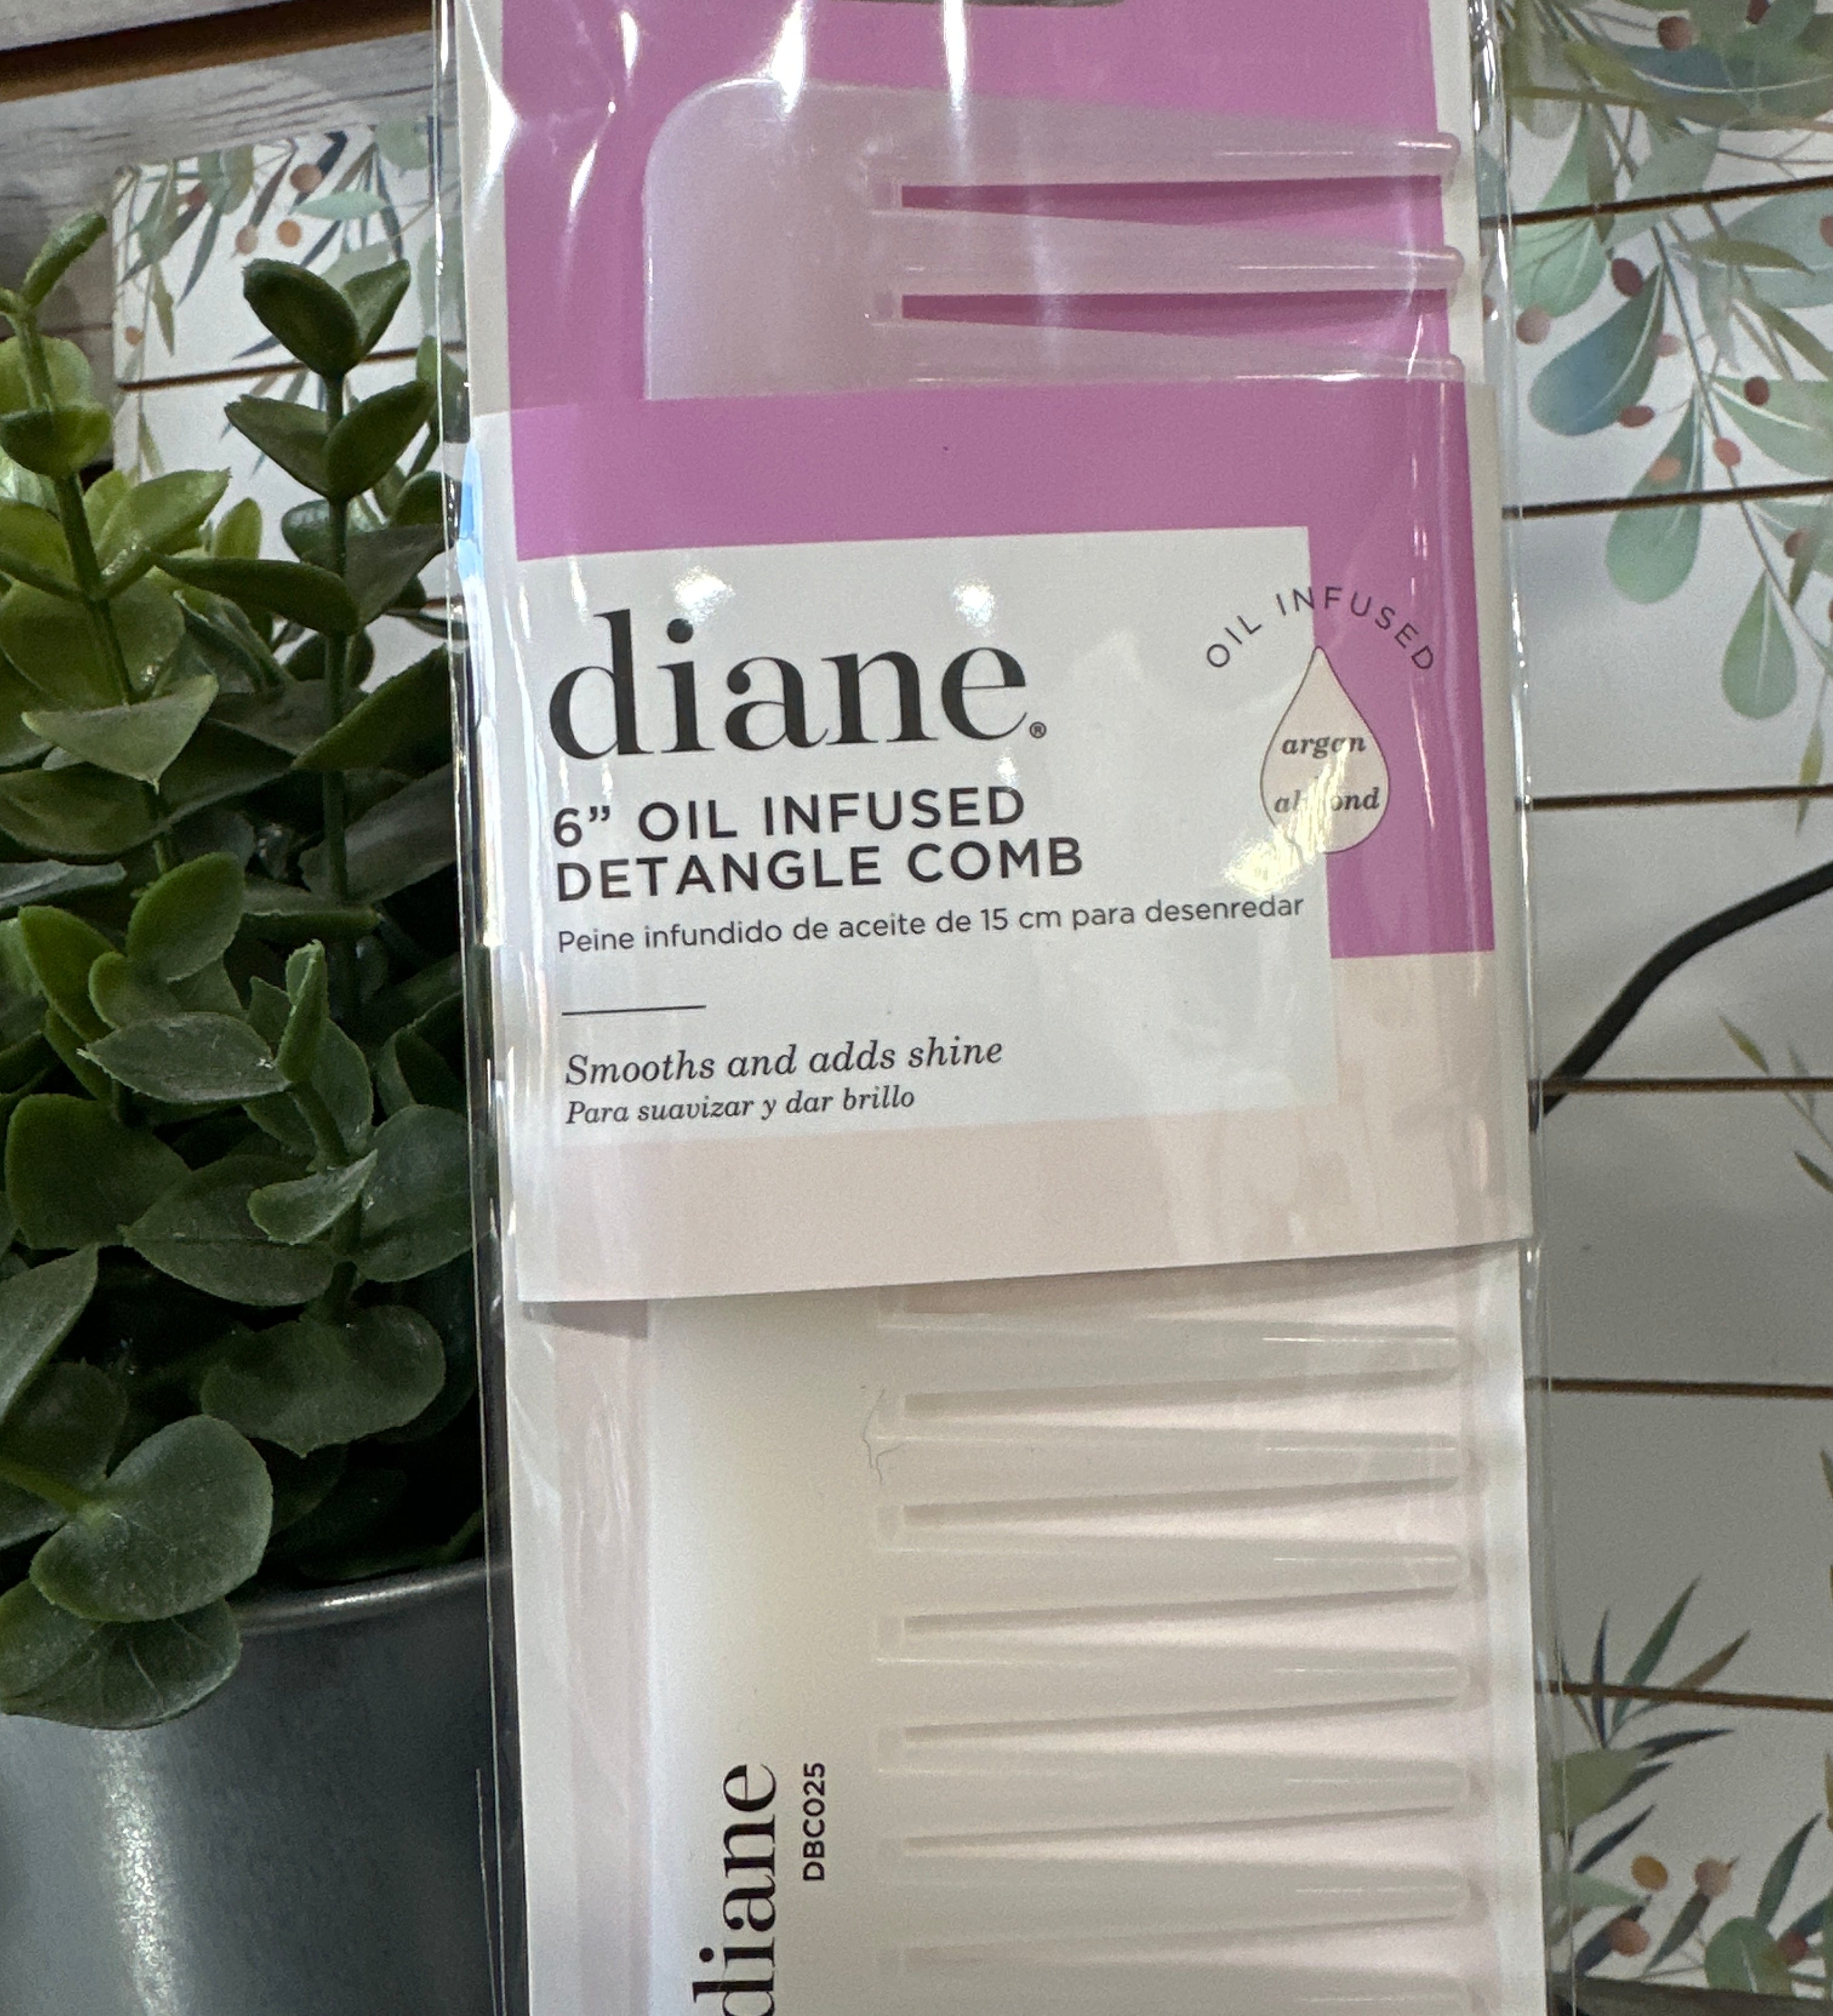 diane®
6” OIL INFUSED
DETANGLE COMB
Peine infundido de aceite de 15 cm para desenredar
Smooths and adds shine
Para suavizar y dar brillo
OIL INFUSED
argan
almond
diane
DBC025